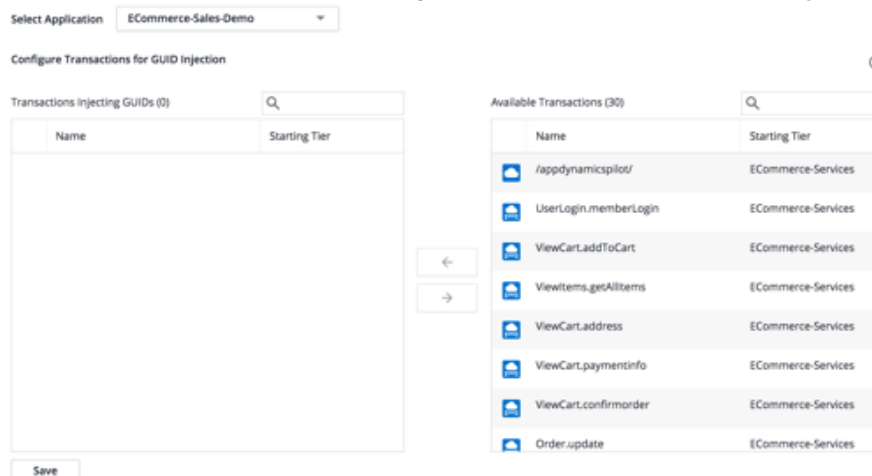 Select Application ECommerce-Sales-Demo
Configure Transactions for GUID Injection
Transactions Injecting GUIDs (0)
Name Starting Tier
Available Transactions (30)
Name Starting Tier
/appdynamicspilot/ ECommerce-Services
UserLogin.memberLogin ECommerce-Services
ViewCart.addToCart ECommerce-Services
ViewItems.getAllItems ECommerce-Services
ViewCart.address ECommerce-Services
ViewCart.paymentinfo ECommerce-Services
ViewCart.confirmorder ECommerce-Services
Order.update ECommerce-Services
Save